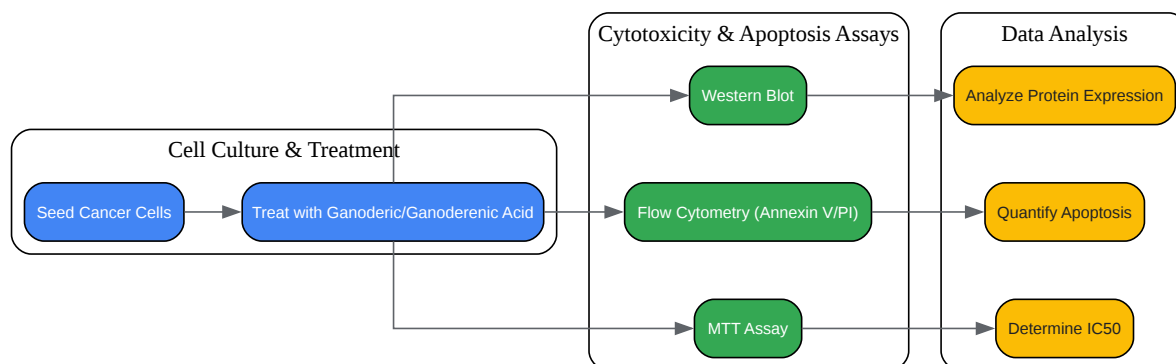 Cell Culture & Treatment
Seed Cancer Cells
Treat with Ganoderic/Ganoderenic Acid
Cytotoxicity & Apoptosis Assays
Western Blot
Flow Cytometry (Annexin V/PI)
MTT Assay
Data Analysis
Analyze Protein Expression
Quantify Apoptosis
Determine IC50